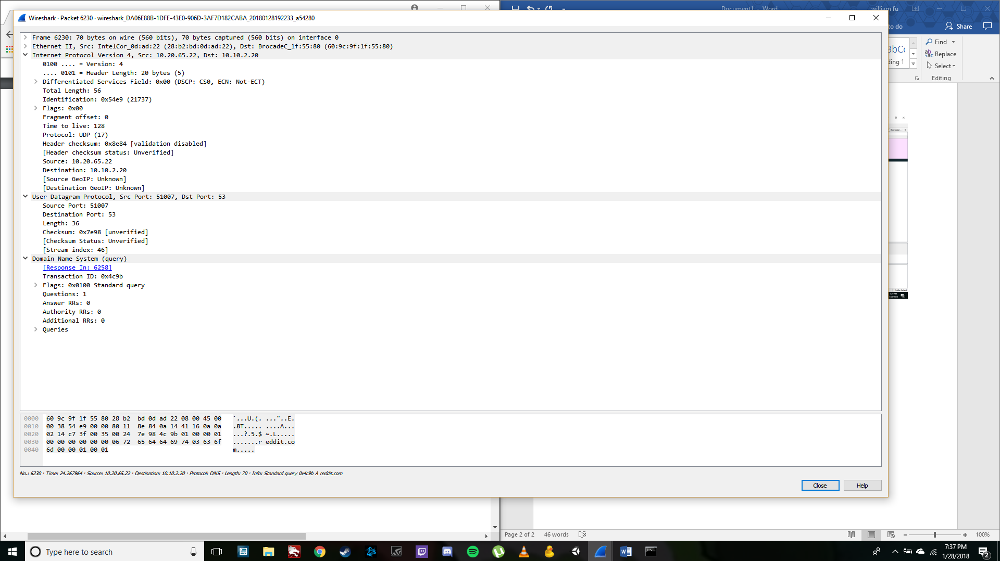 Document1 - Word
william fu
Wireshark · Packet 6230 · wireshark_DA06E88B-1DFE-43E0-906D-3AF7D182CABA_20180128192233_a54280
to do
Share
Frame 6230: 70 bytes on wire (560 bits), 70 bytes captured (560 bits) on interface 0
Ethernet II, Src: IntelCor_0d:ad:22 (28:b2:bd:0d:ad:22), Dst: BrocadeC_1f:55:80 (60:9c:9f:1f:55:80)
Internet Protocol Version 4, Src: 10.20.65.22, Dst: 10.10.2.20
0100 .... = Version: 4
.... 0101 = Header Length: 20 bytes (5)
Differentiated Services Field: 0x00 (DSCP: CS0, ECN: Not-ECT)
Total Length: 56
Identification: 0x54e9 (21737)
Flags: 0x00
Fragment offset: 0
Time to live: 128
Protocol: UDP (17)
Header checksum: 0x8e84 [validation disabled]
[Header checksum status: Unverified]
Source: 10.20.65.22
Destination: 10.10.2.20
[Source GeoIP: Unknown]
[Destination GeoIP: Unknown]
User Datagram Protocol, Src Port: 51007, Dst Port: 53
Source Port: 51007
Destination Port: 53
Length: 36
Checksum: 0x7e98 [unverified]
[Checksum Status: Unverified]
[Stream index: 46]
Domain Name System (query)
[Response In: 6258]
Transaction ID: 0x4c9b
Flags: 0x0100 Standard query
Questions: 1
Answer RRs: 0
Authority RRs: 0
Additional RRs: 0
Queries
0000 60 9c 9f 1f 55 80 28 b2 bd 0d ad 22 08 00 45 00 `...U.(. ..."..E.
0010 00 38 54 e9 00 00 80 11 8e 84 0a 14 41 16 0a 0a .8T..... ....A...
0020 02 14 c7 3f 00 35 00 24 7e 98 4c 9b 01 00 00 01 ...?.5.$ ~.L.....
0030 00 00 00 00 00 00 06 72 65 64 64 69 74 03 63 6f .......r eddit.co
0040 6d 00 00 01 00 01 m.....
No.: 6230 · Time: 24.267964 · Source: 10.20.65.22 · Destination: 10.10.2.20 · Protocol: DNS · Length: 70 · Info: Standard query 0x4c9b A reddit.com
Close
Help
Find
Replace
Select
Editing
BbCc
ding 1
Page 2 of 2
46 words
100%
Type here to search
7:37 PM
1/28/2018
2